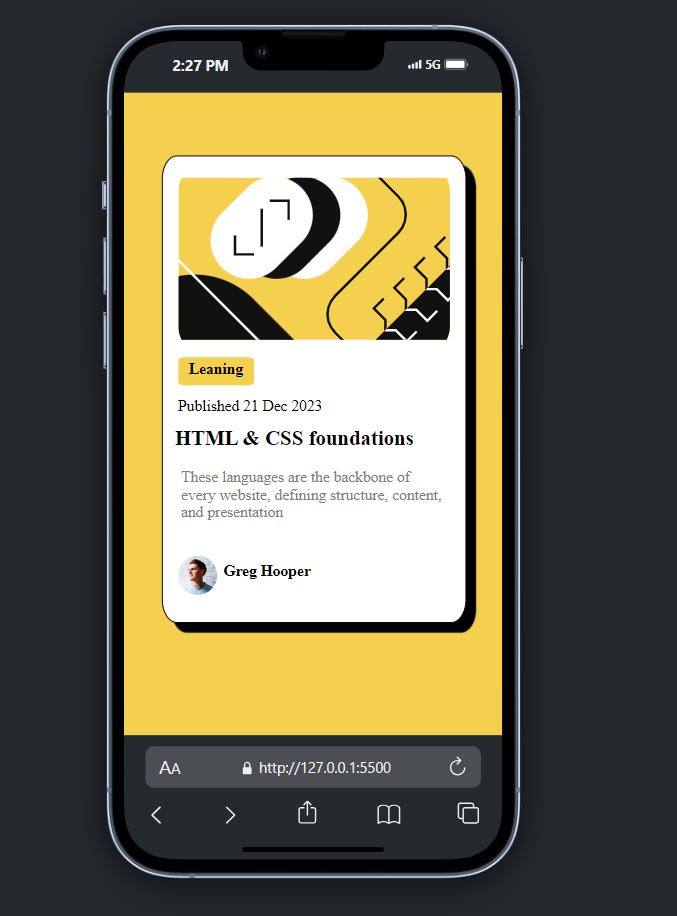 2:27 PM
5G
Leaning
Published 21 Dec 2023
HTML & CSS foundations
These languages are the backbone of
every website, defining structure, content,
and presentation
Greg Hooper
AA http://127.0.0.1:5500